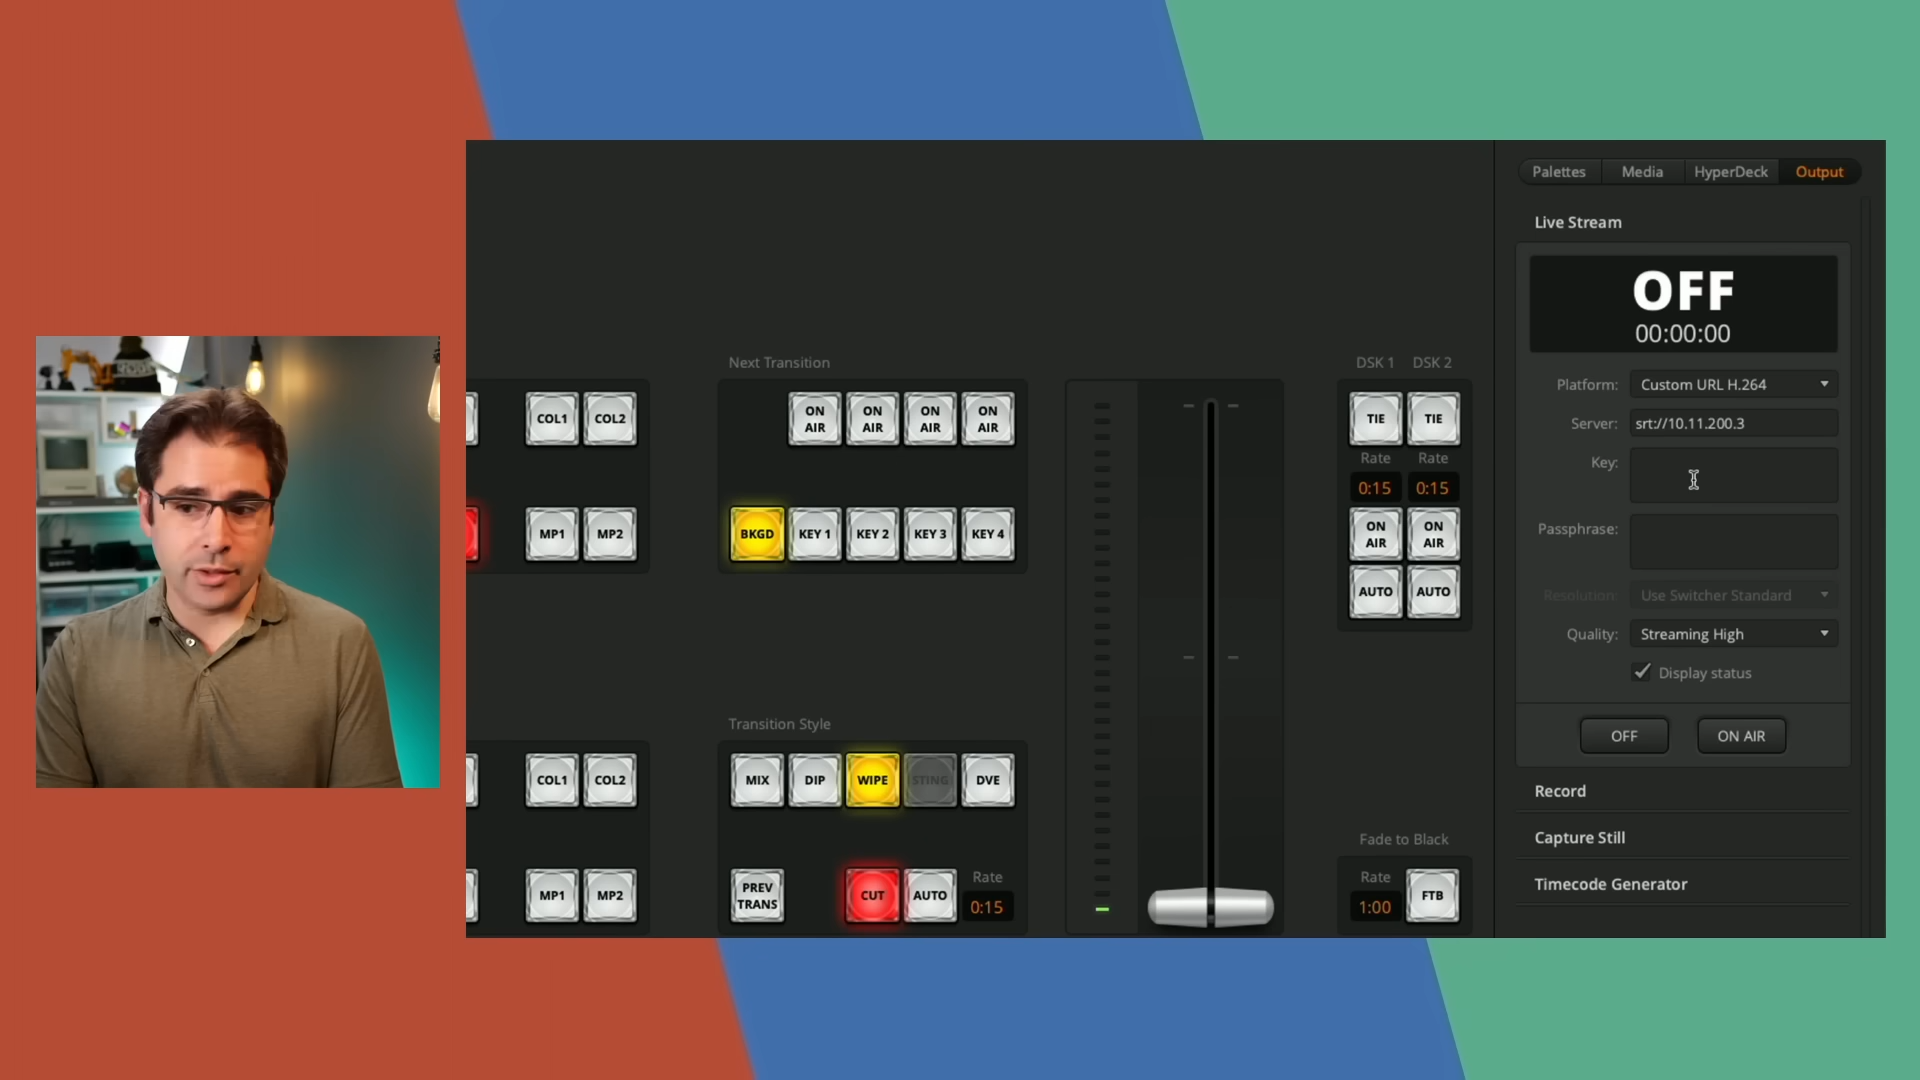 Palettes Media HyperDeck Output
Live Stream
OFF
00:00:00
Platform: Custom URL H.264
Server: srt://10.11.200.3
Key:
Passphrase:
Resolution: Use Switcher Standard
Quality: Streaming High
Display status
OFF ON AIR
Record
Capture Still
Timecode Generator
COL1 COL2
MP1 MP2
Next Transition
ON AIR ON AIR ON AIR ON AIR
BKGD KEY 1 KEY 2 KEY 3 KEY 4
DSK 1 DSK 2
TIE TIE
Rate Rate
0:15 0:15
ON AIR ON AIR
AUTO AUTO
COL1 COL2
MP1 MP2
Transition Style
MIX DIP WIPE STING DVE
PREV TRANS CUT AUTO Rate
0:15
Fade to Black
Rate
1:00 FTB